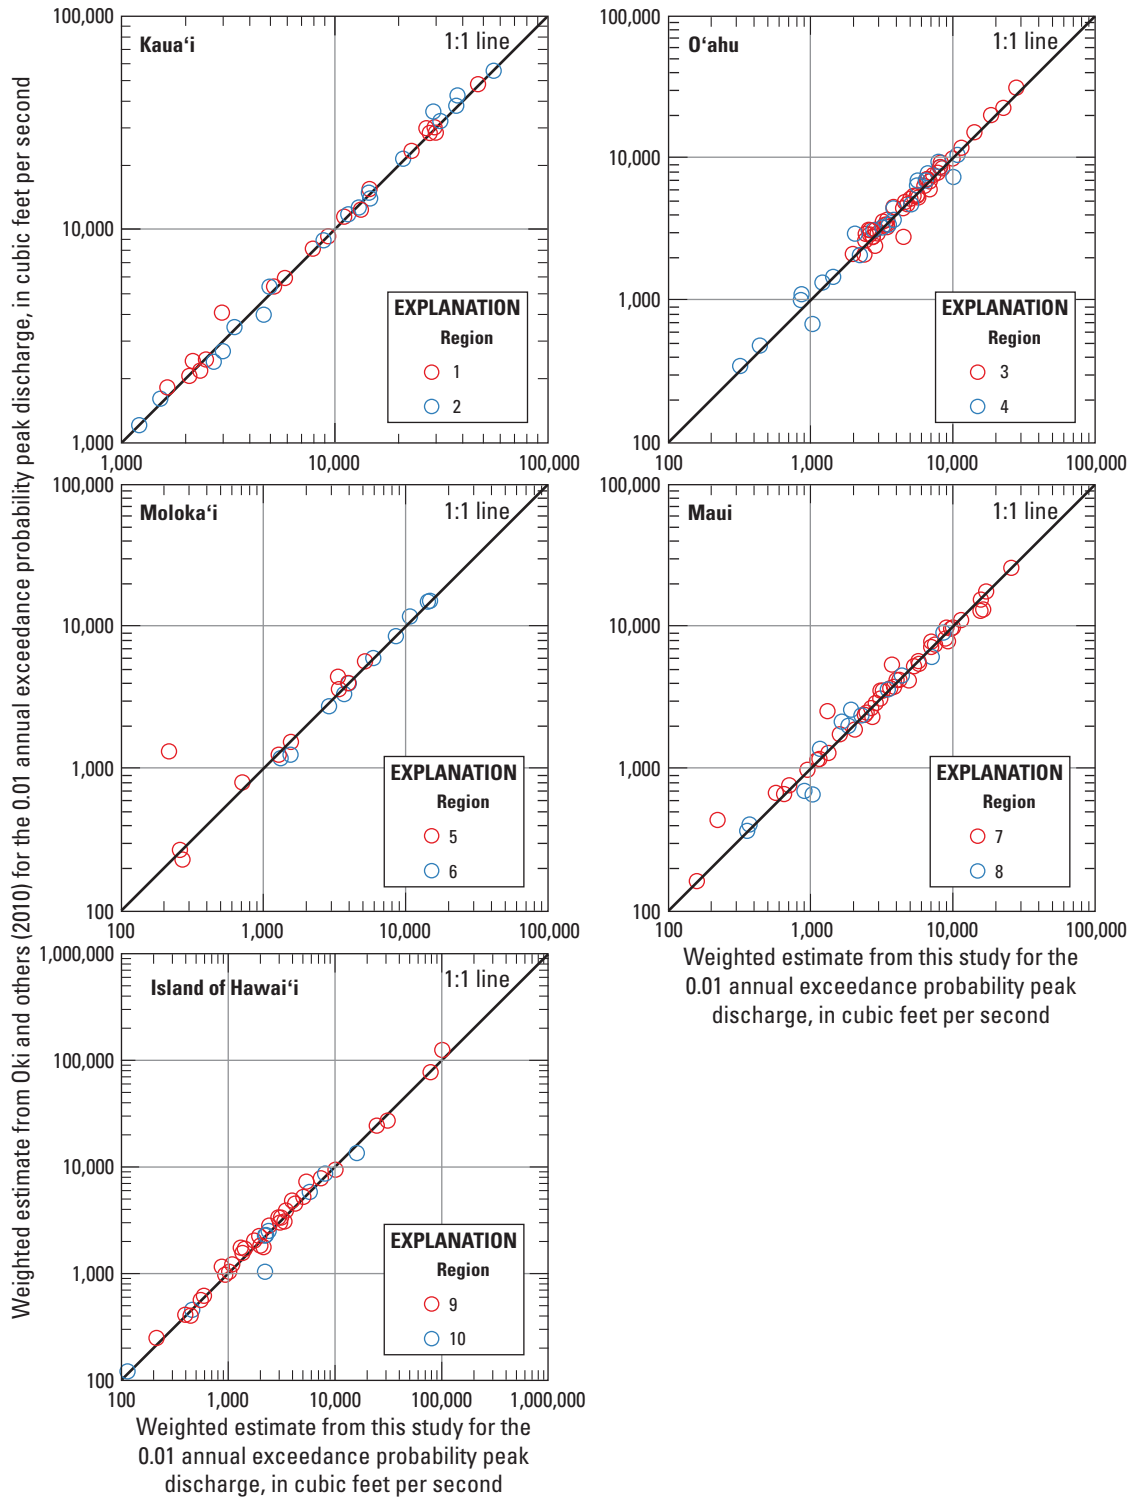 Weighted estimate from Oki and others (2010) for the 0.01 annual exceedance probability peak discharge, in cubic feet per second
100,000
10,000
1,000
Kauaʻi
1:1 line
EXPLANATION
Region
1
2
1,000
10,000
100,000
100,000
10,000
1,000
100
Oʻahu
1:1 line
EXPLANATION
Region
3
4
100
1,000
10,000
100,000
100,000
10,000
1,000
100
Molokaʻi
1:1 line
EXPLANATION
Region
5
6
100
1,000
10,000
100,000
100,000
10,000
1,000
100
Maui
1:1 line
EXPLANATION
Region
7
8
100
1,000
10,000
100,000
Weighted estimate from this study for the
0.01 annual exceedance probability peak
discharge, in cubic feet per second
1,000,000
100,000
10,000
1,000
100
Island of Hawaiʻi
1:1 line
EXPLANATION
Region
9
10
100
1,000
10,000
100,000
1,000,000
Weighted estimate from this study for the
0.01 annual exceedance probability peak
discharge, in cubic feet per second